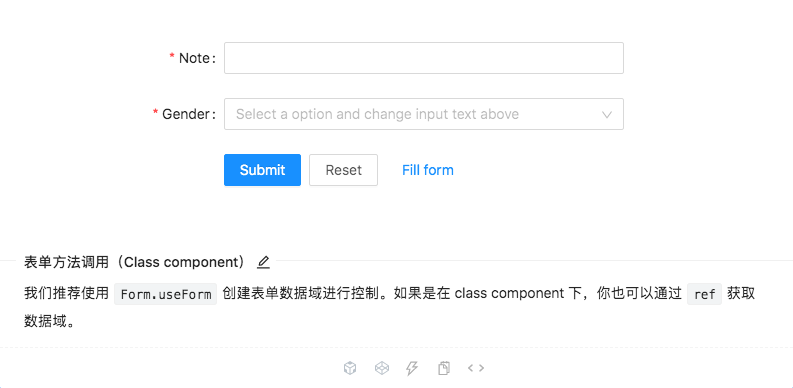 * Note:
* Gender: Select a option and change input text above
Submit Reset Fill form
表单方法调用（Class component）
我们推荐使用 Form.useForm 创建表单数据域进行控制。如果是在 class component 下，你也可以通过 ref 获取
数据域。